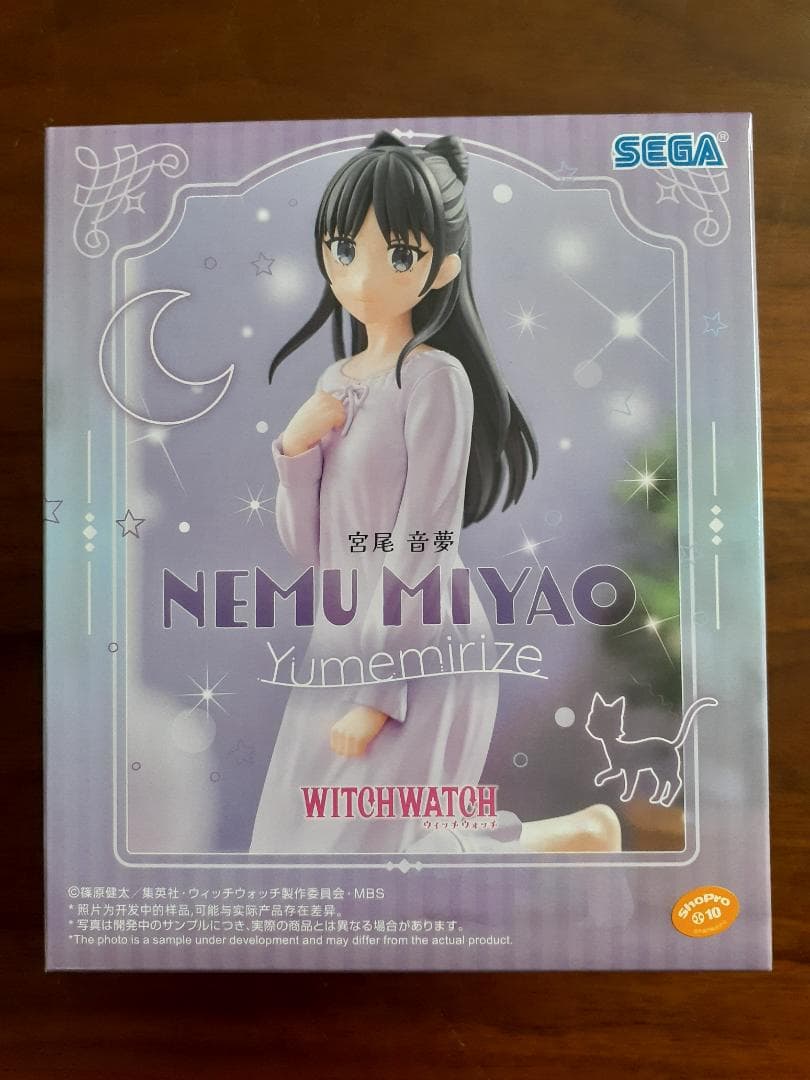 SEGA®
宮尾 音夢
NEMU MIYAO
Yumemirize
WITCHWATCH
ウィッチウォッチ
©篠原健太／集英社・ウィッチウォッチ製作委員会・MBS
* 照片为开发中的样品,可能与实际产品存在差异。
* 写真は開発中のサンプルにつき、実際の商品とは異なる場合があります。
*The photo is a sample under development and may differ from the actual product.
ShoPro
10